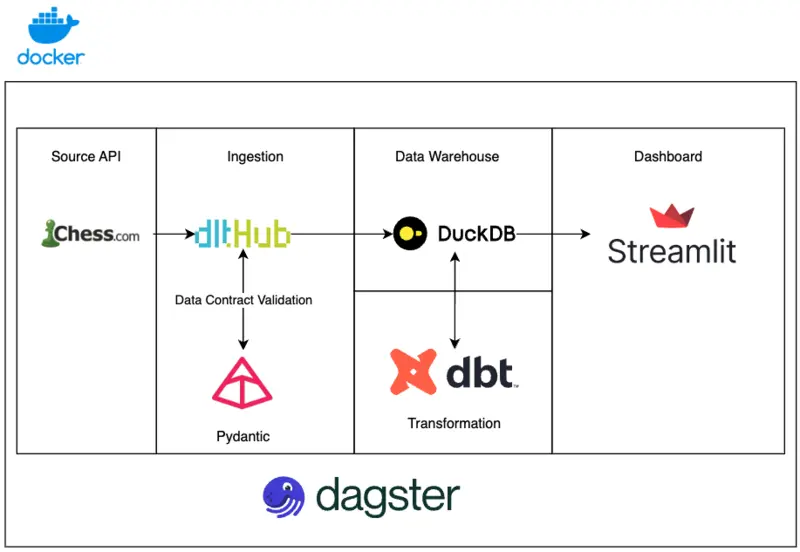 docker
Source API
Ingestion
Data Warehouse
Dashboard
Chess.com
dltHub
DuckDB
Streamlit
Data Contract Validation
dbt
TM
Transformation
Pydantic
dagster